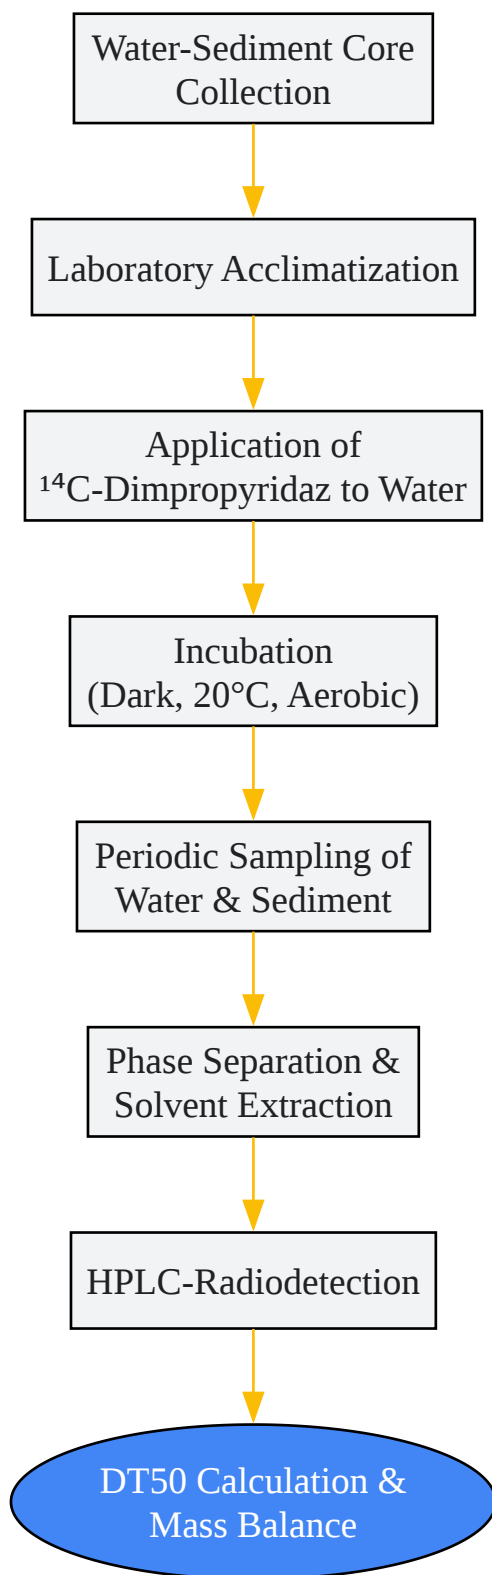 Water-Sediment Core
Collection
Laboratory Acclimatization
Application of
¹⁴C-Dimpropyridaz to Water
Incubation
(Dark, 20°C, Aerobic)
Periodic Sampling of
Water & Sediment
Phase Separation &
Solvent Extraction
HPLC-Radiodetection
DT50 Calculation &
Mass Balance